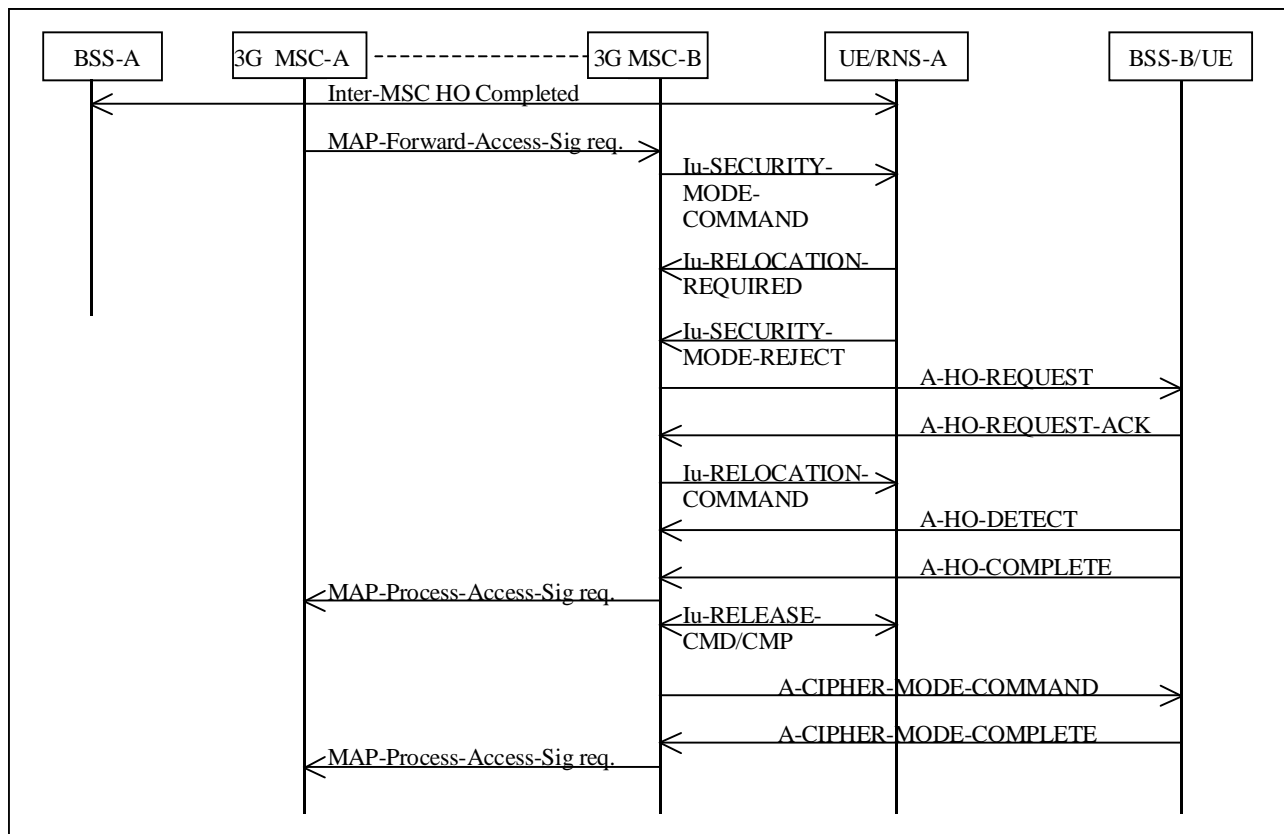 BSS-A
3G MSC-A
3G MSC-B
UE/RNS-A
BSS-B/UE
Inter-MSC HO Completed
MAP-Forward-Access-Sig req.
Iu-SECURITY-
MODE-
COMMAND
Iu-RELOCATION-
REQUIRED
Iu-SECURITY-
MODE-REJECT
A-HO-REQUEST
A-HO-REQUEST-ACK
Iu-RELOCATION-
COMMAND
A-HO-DETECT
A-HO-COMPLETE
MAP-Process-Access-Sig req.
Iu-RELEASE-
CMD/CMP
A-CIPHER-MODE-COMMAND
A-CIPHER-MODE-COMPLETE
MAP-Process-Access-Sig req.